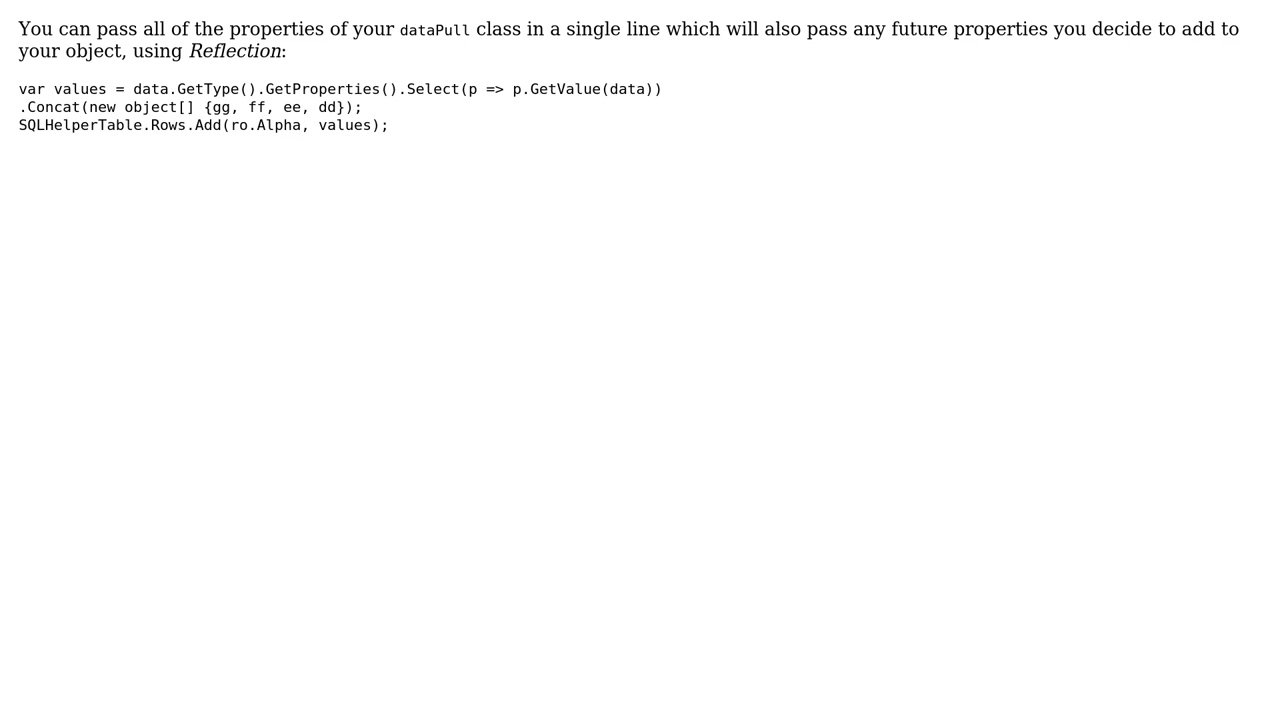 You can pass all of the properties of your dataPull class in a single line which will also pass any future properties you decide to add to
your object, using Reflection:
var values = data.GetType().GetProperties().Select(p => p.GetValue(data))
.Concat(new object[] {gg, ff, ee, dd});
SQLHelperTable.Rows.Add(ro.Alpha, values);